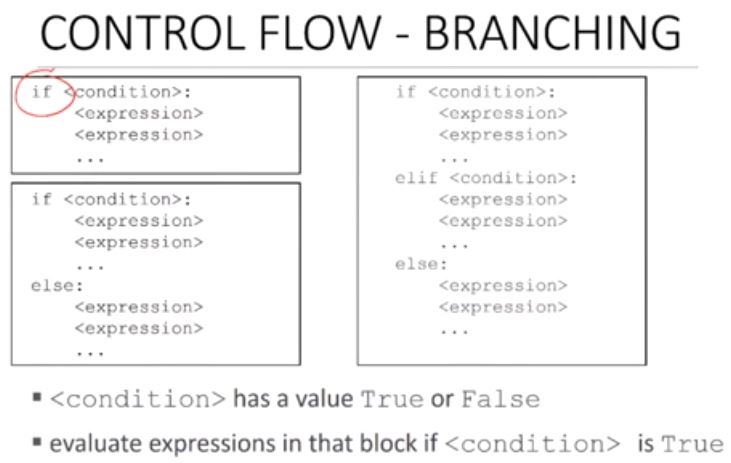 CONTROL FLOW - BRANCHING
if <condition>:
<expression>
<expression>
...
if <condition>:
<expression>
<expression>
...
else:
<expression>
<expression>
...
if <condition>:
<expression>
<expression>
...
elif <condition>:
<expression>
<expression>
...
else:
<expression>
<expression>
...
▪ <condition> has a value True or False
▪ evaluate expressions in that block if <condition> is True